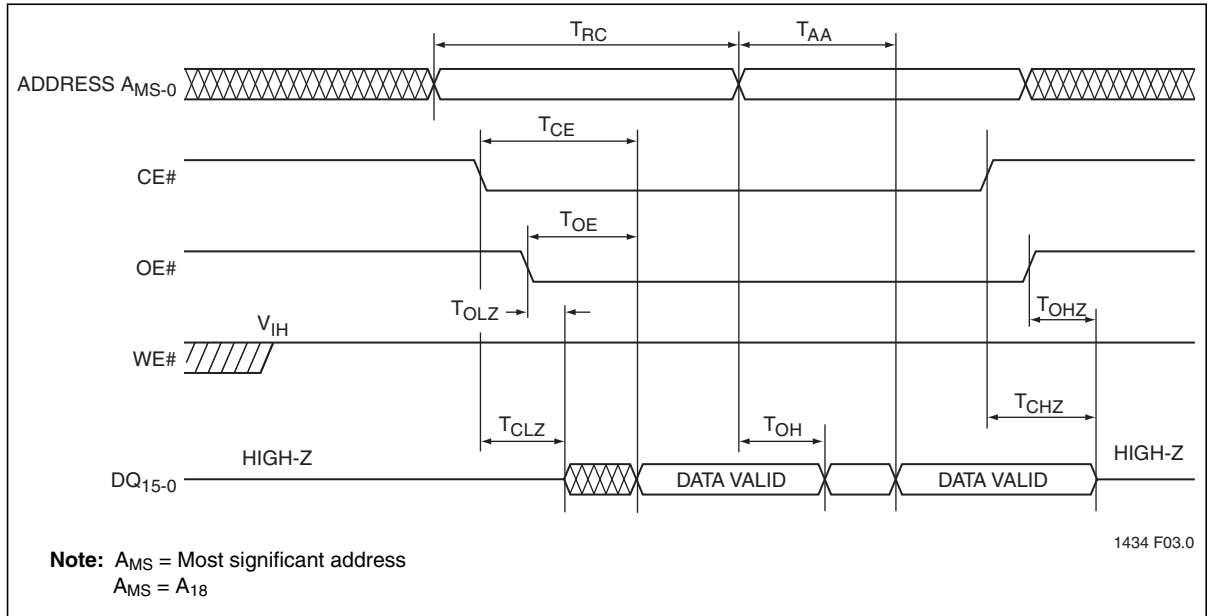 TRC TAA
ADDRESS AMS-0
TCE
CE#
TOE
OE#
TOLZ TOHZ
VIH
WE#
TCHZ
TCLZ TOH
HIGH-Z HIGH-Z
DQ15-0 DATA VALID DATA VALID
1434 F03.0
Note: AMS = Most significant address
AMS = A18